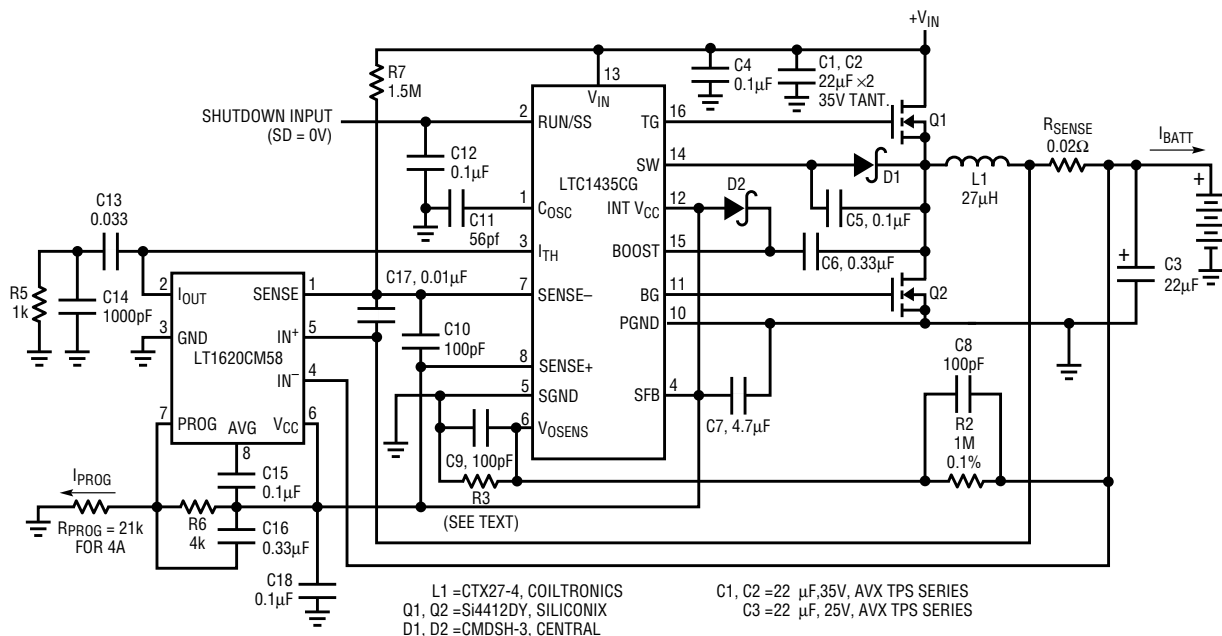 +VIN
C4
0.1µF
C1, C2
22µF ×2
35V TANT.
R7
1.5M
13
VIN
SHUTDOWN INPUT
(SD = 0V)
2
RUN/SS
TG
16
Q1
RSENSE
0.02Ω
IBATT
C12
0.1µF
SW
14
D1
L1
27µH
LTC1435CG
D2
C13
0.033
C11
56pf
1
COSC
INT VCC
12
C5, 0.1µF
+
3
ITH
BOOST
15
C6, 0.33µF
+
C3
22µF
R5
1k
C14
1000pF
C17, 0.01µF
2
IOUT
SENSE
1
7
SENSE–
BG
11
Q2
3
GND
IN+
5
C10
100pF
PGND
10
LT1620CM58
C8
100pF
IN–
4
8
SENSE+
5
SGND
SFB
4
C7, 4.7µF
R2
1M
0.1%
7
PROG
AVG
VCC
6
6
VOSENS
8
C9, 100pF
IPROG
C15
0.1µF
R3
(SEE TEXT)
RPROG = 21k
FOR 4A
R6
4k
C16
0.33µF
C18
0.1µF
L1 =CTX27-4, COILTRONICS
Q1, Q2 =Si4412DY, SILICONIX
D1, D2 =CMDSH-3, CENTRAL
C1, C2 =22 µF,35V, AVX TPS SERIES
C3 =22 µF, 25V, AVX TPS SERIES